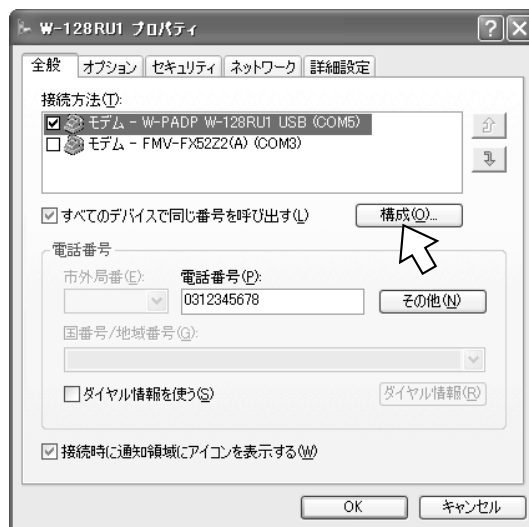 W-128RU1 プロパティ
全般 オプション セキュリティ ネットワーク 詳細設定
接続方法(T):
モデム - W-PADP W-128RU1 USB (COM5)
モデム - FMV-FX52Z2(A) (COM3)
すべてのデバイスで同じ番号を呼び出す(L) 構成(O)...
電話番号
市外局番(E): 電話番号(P):
0312345678 その他(N)
国番号/地域番号(G):
ダイヤル情報を使う(S) ダイヤル情報(R)
接続時に通知領域にアイコンを表示する(W)
OK キャンセル